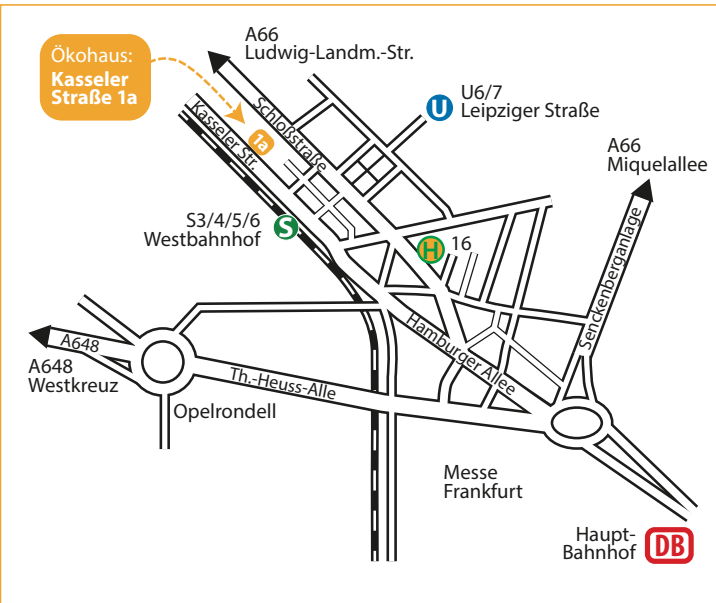 Ökohaus:
Kasseler
Straße 1a
A66
Ludwig-Landm.-Str.
U
U6/7
Leipziger Straße
A66
Miquelallee
Kasseler Str.
1a
Schloßstraße
S3/4/5/6
Westbahnhof
S
H
16
Senckenberganlage
Hamburger Allee
A648
A648
Westkreuz
Th.-Heuss-Alle
Opelrondell
Messe
Frankfurt
Haupt-
Bahnhof
DB